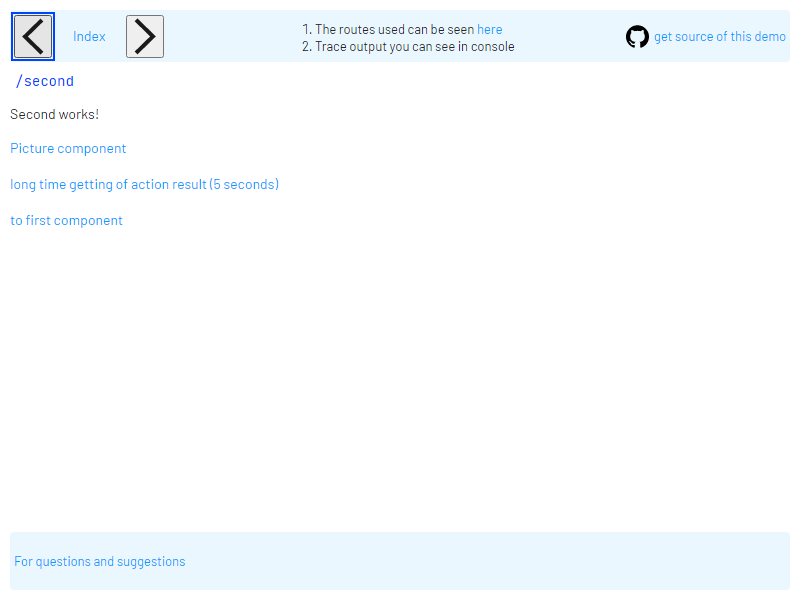 Index
1. The routes used can be seen here
2. Trace output you can see in console
get source of this demo
/second
Second works!
Picture component
long time getting of action result (5 seconds)
to first component
For questions and suggestions